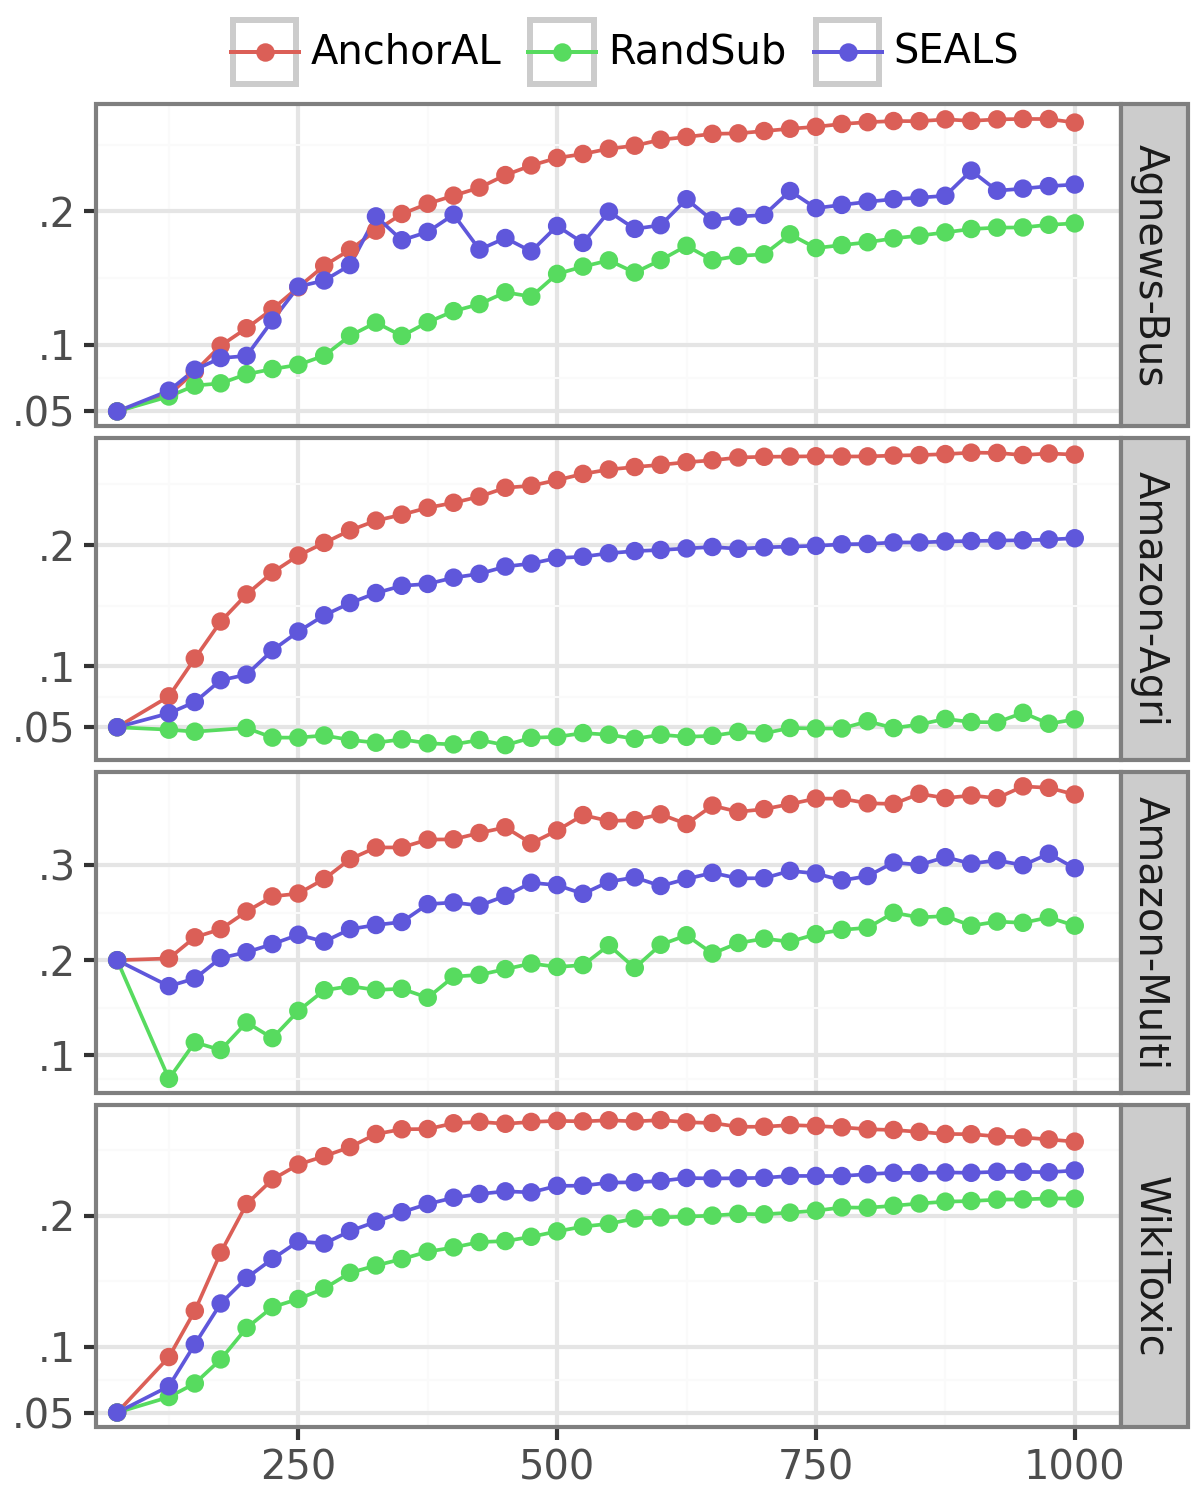 AnchorAL RandSub SEALS
.2
.1
.05
Agnews-Bus
.2
.1
.05
Amazon-Agri
.3
.2
.1
Amazon-Multi
.2
.1
.05
WikiToxic
250 500 750 1000